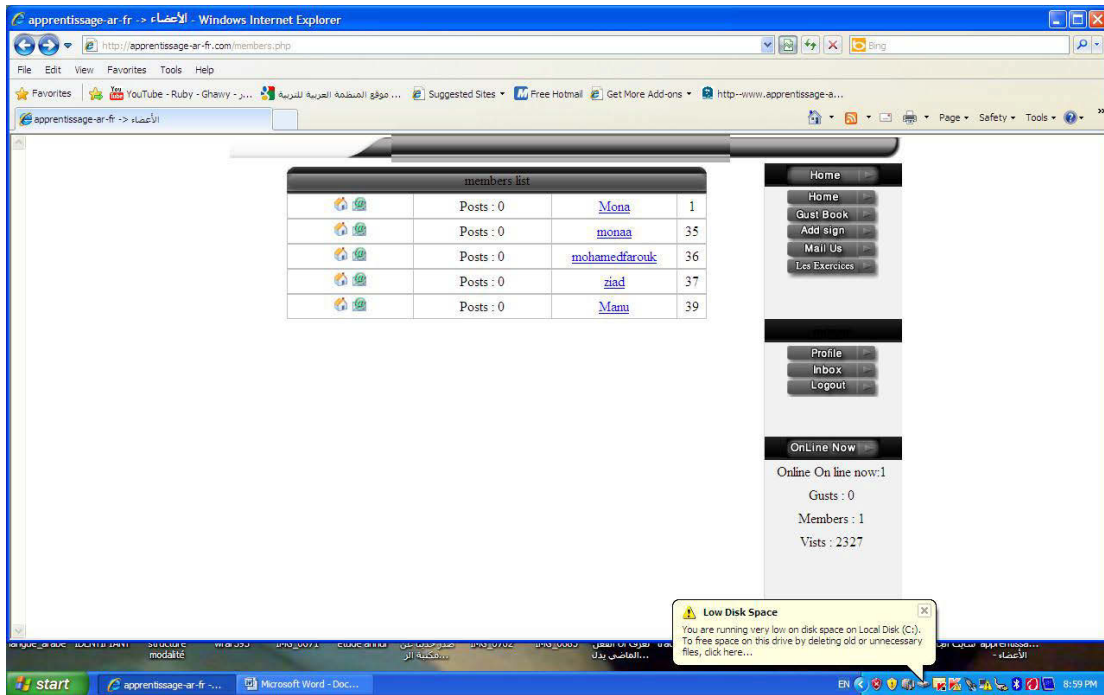 apprentissage-ar-fr -> الأعضاء - Windows Internet Explorer
http://apprentissage-ar-fr.com/members.php
Bing
File Edit View Favorites Tools Help
Favorites YouTube - Ruby - Ghawy - ر... موقع المنظمة العربية للتربية ... Suggested Sites Free Hotmail Get More Add-ons http--www.apprentissage-a...
apprentissage-ar-fr -> الأعضاء
Page Safety Tools
members list
Posts : 0 Mona 1
Posts : 0 monaa 35
Posts : 0 mohamedfarouk 36
Posts : 0 ziad 37
Posts : 0 Manu 39
Home
Home
Gust Book
Add sign
Mail Us
Les Exercices
Profile
Inbox
Logout
OnLine Now
Online On line now:1
Gusts : 0
Members : 1
Vists : 2327
Low Disk Space
You are running very low on disk space on Local Disk (C:).
To free space on this drive by deleting old or unnecessary
files, click here...
modalité
...الماضي يدل
الأعضاء -
start apprentissage-ar-fr -... Microsoft Word - Doc... EN 8:59 PM